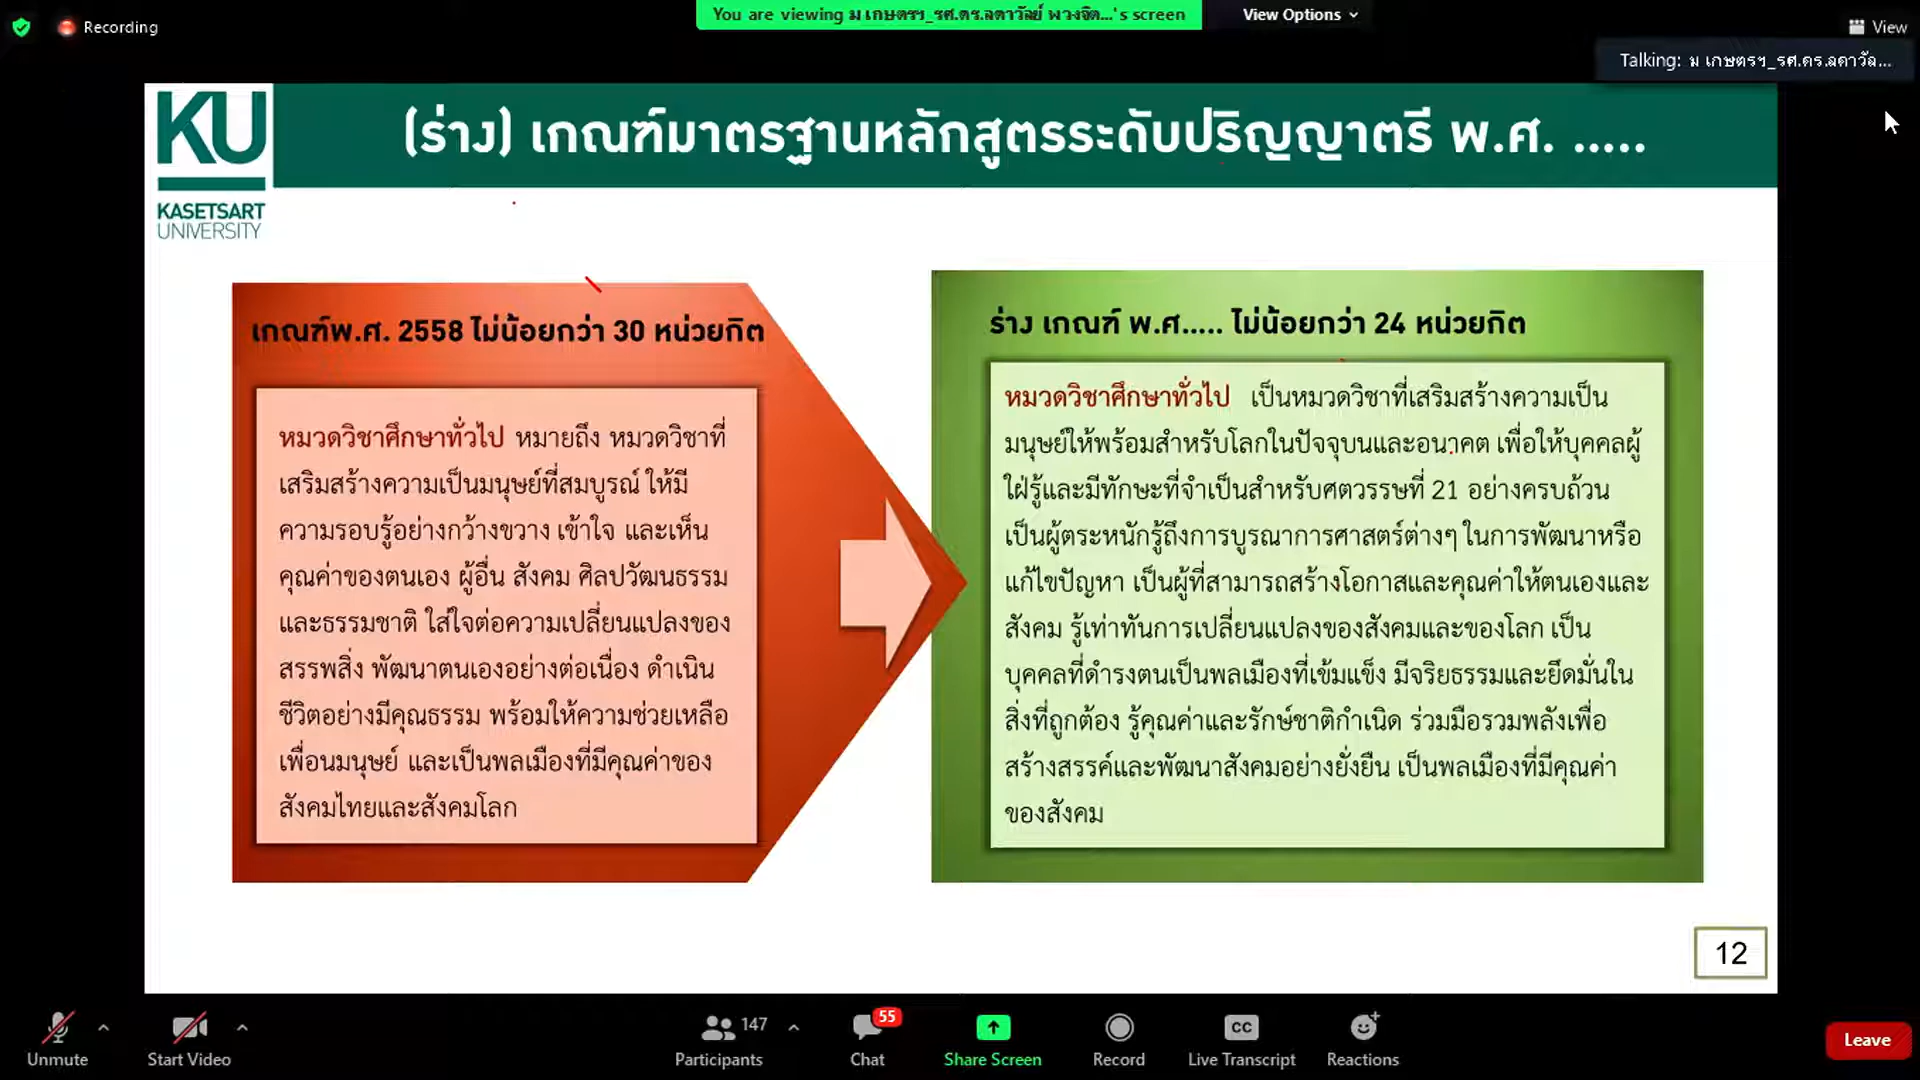 Recording
You are viewing ม เกษตรฯ_รศ.ดร.ลดาวัลย์ พวงจิต...'s screen
View Options
View
Talking: ม เกษตรฯ_รศ.ดร.ลดาวัล...
KU
KASETSART
UNIVERSITY
(ร่าง) เกณฑ์มาตรฐานหลักสูตรระดับปริญญาตรี พ.ศ. .....
เกณฑ์พ.ศ. 2558 ไม่น้อยกว่า 30 หน่วยกิต
หมวดวิชาศึกษาทั่วไป หมายถึง หมวดวิชาที่
เสริมสร้างความเป็นมนุษย์ที่สมบูรณ์ ให้มี
ความรอบรู้อย่างกว้างขวาง เข้าใจ และเห็น
คุณค่าของตนเอง ผู้อื่น สังคม ศิลปวัฒนธรรม
และธรรมชาติ ใส่ใจต่อความเปลี่ยนแปลงของ
สรรพสิ่ง พัฒนาตนเองอย่างต่อเนื่อง ดำเนิน
ชีวิตอย่างมีคุณธรรม พร้อมให้ความช่วยเหลือ
เพื่อนมนุษย์ และเป็นพลเมืองที่มีคุณค่าของ
สังคมไทยและสังคมโลก
ร่าง เกณฑ์ พ.ศ..... ไม่น้อยกว่า 24 หน่วยกิต
หมวดวิชาศึกษาทั่วไป เป็นหมวดวิชาที่เสริมสร้างความเป็น
มนุษย์ให้พร้อมสำหรับโลกในปัจจุบันและอนาคต เพื่อให้บุคคลผู้
ใฝ่รู้และมีทักษะที่จำเป็นสำหรับศตวรรษที่ 21 อย่างครบถ้วน
เป็นผู้ตระหนักรู้ถึงการบูรณาการศาสตร์ต่างๆ ในการพัฒนาหรือ
แก้ไขปัญหา เป็นผู้ที่สามารถสร้างโอกาสและคุณค่าให้ตนเองและ
สังคม รู้เท่าทันการเปลี่ยนแปลงของสังคมและของโลก เป็น
บุคคลที่ดำรงตนเป็นพลเมืองที่เข้มแข็ง มีจริยธรรมและยึดมั่นใน
สิ่งที่ถูกต้อง รู้คุณค่าและรักษ์ชาติกำเนิด ร่วมมือรวมพลังเพื่อ
สร้างสรรค์และพัฒนาสังคมอย่างยั่งยืน เป็นพลเมืองที่มีคุณค่า
ของสังคม
12
Unmute
Start Video
147
Participants
55
Chat
Share Screen
Record
CC
Live Transcript
Reactions
Leave